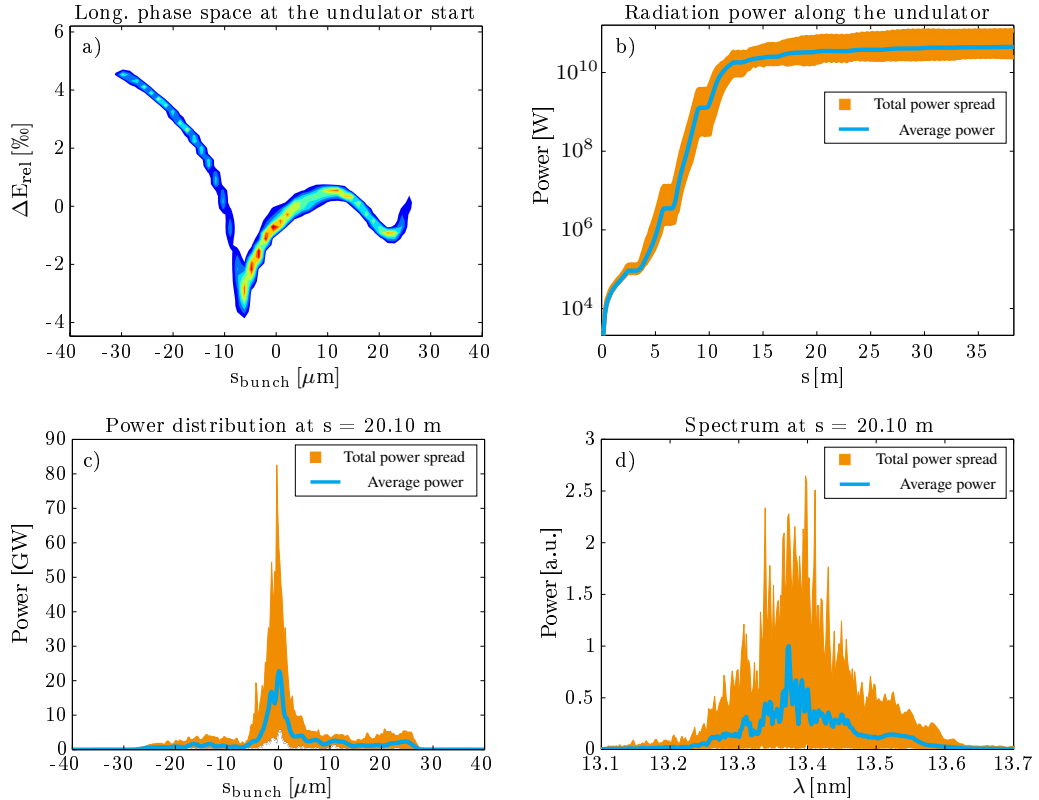 Long. phase space at the undulator start
a)
6
4
2
0
-2
-4
ΔE_rel [‰]
-40 -30 -20 -10 0 10 20 30 40
s_bunch [μm]
Radiation power along the undulator
b)
10^10
10^8
10^6
10^4
Power [W]
Total power spread
Average power
0 5 10 15 20 25 30 35
s [m]
Power distribution at s = 20.10 m
c)
90
80
70
60
50
40
30
20
10
0
Power [GW]
Total power spread
Average power
-40 -30 -20 -10 0 10 20 30 40
s_bunch [μm]
Spectrum at s = 20.10 m
d)
3
2.5
2
1.5
1
0.5
0
Power [a.u.]
Total power spread
Average power
13.1 13.2 13.3 13.4 13.5 13.6 13.7
λ [nm]